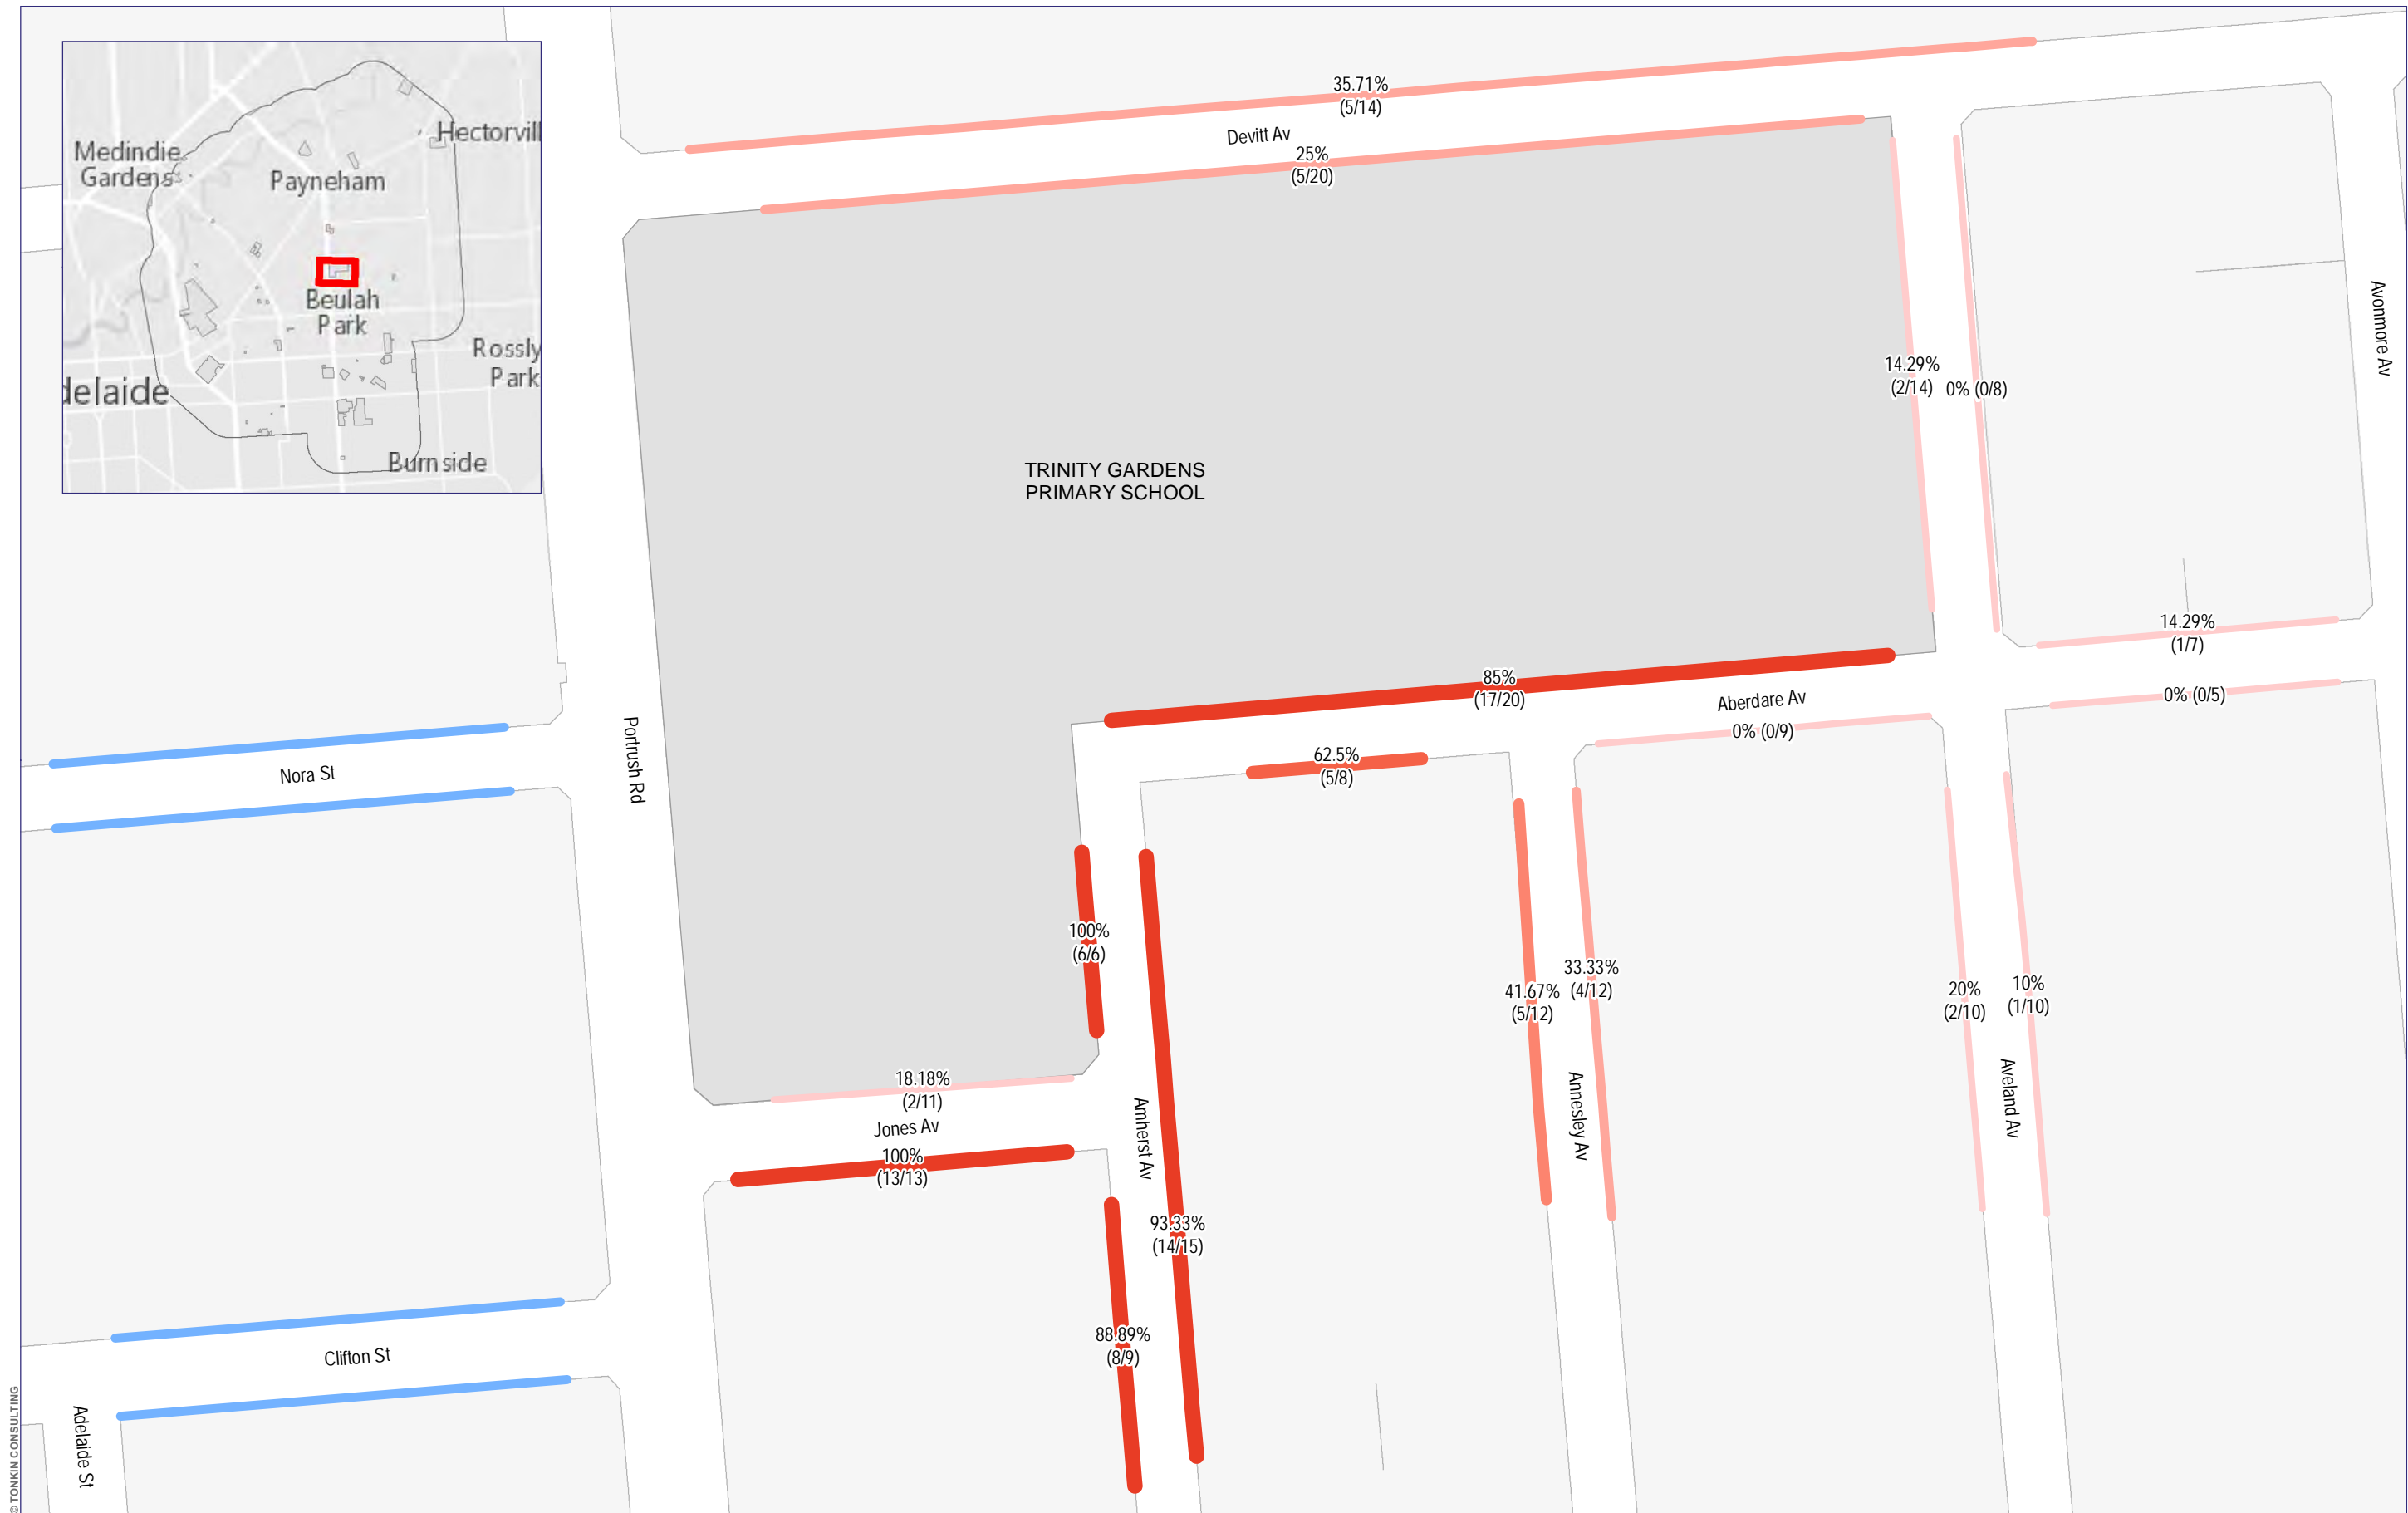 Medindie
Gardens
Payneham
Hectorvill
Beulah
Park
Rossly
Park
delaide
Burnside
35.71%
(5/14)
Devitt Av
25%
(5/20)
14.29%
(2/14)
0% (0/8)
Avonmore Av
TRINITY GARDENS
PRIMARY SCHOOL
14.29%
(1/7)
85%
(17/20)
Aberdare Av
0% (0/5)
0% (0/9)
62.5%
(5/8)
Portrush Rd
Nora St
100%
(6/6)
41.67%
(5/12)
33.33%
(4/12)
20%
(2/10)
10%
(1/10)
18.18%
(2/11)
Jones Av
Amherst Av
Annesley Av
Aveland Av
100%
(13/13)
93.33%
(14/15)
88.89%
(8/9)
Clifton St
Adelaide St
© TONKIN CONSULTING